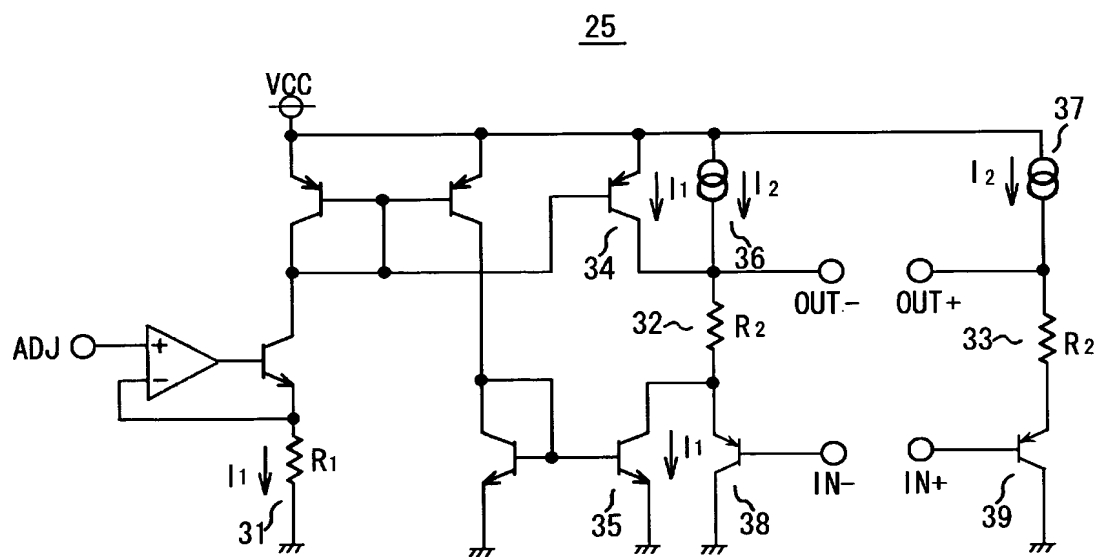 25
VCC
37
I1
I2
I2
34
36
OUT-
OUT+
32
R2
33
R2
ADJ
+
-
I1
R1
I1
IN-
IN+
31
35
38
39